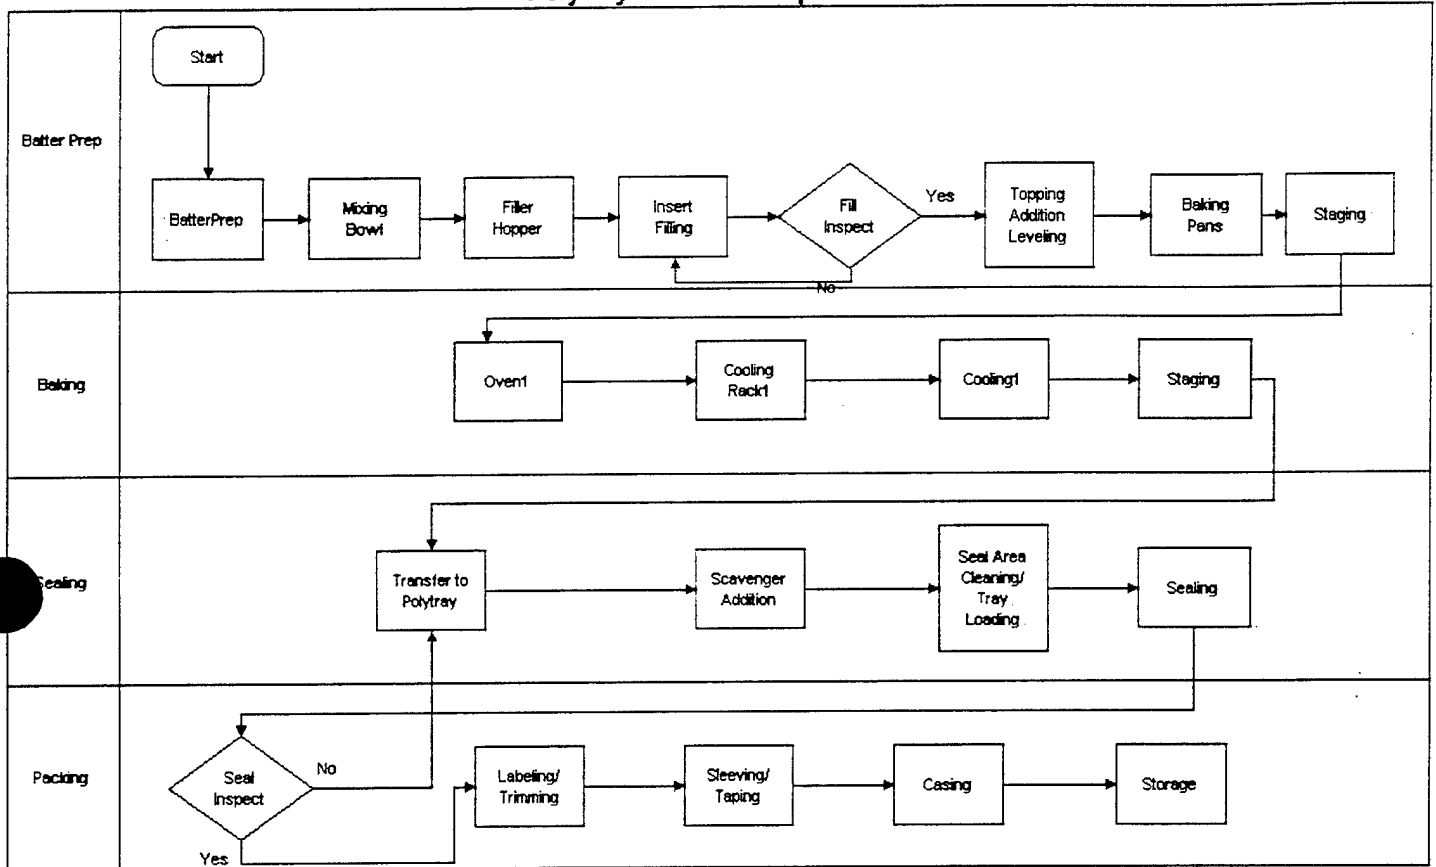 Start
Batter Prep
BatterPrep
Mixing
Bowl
Filler
Hopper
Insert
Filling
Fill
Inspect
Yes
No
Topping
Addition
Leveling
Baking
Pans
Staging
Baking
Oven1
Cooling
Rack1
Cooling1
Staging
Transfer to
Polytray
Scavenger
Addition
Seal Area
Cleaning/
Tray
Loading
Sealing
Packing
Seal
Inspect
No
Yes
Labeling/
Trimming
Sleeving/
Taping
Casing
Storage